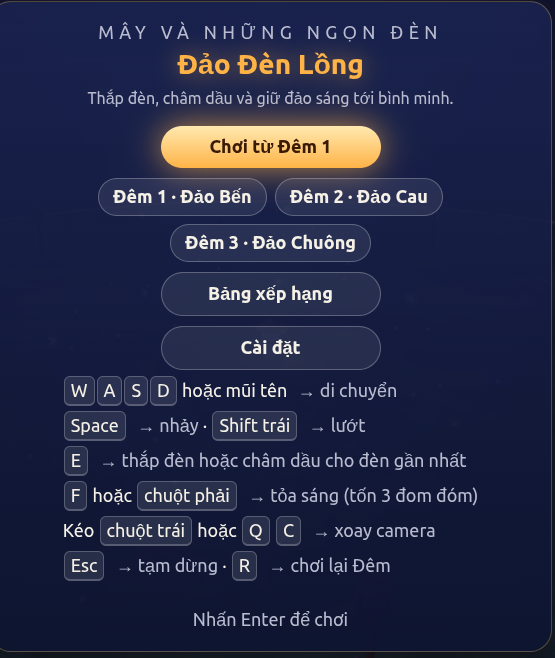 MÂY VÀ NHỮNG NGỌN ĐÈN
Đảo Đèn Lồng
Thắp đèn, châm dầu và giữ đảo sáng tới bình minh.
Chơi từ Đêm 1
Đêm 1 · Đảo Bến Đêm 2 · Đảo Cau
Đêm 3 · Đảo Chuông
Bảng xếp hạng
Cài đặt
W A S D hoặc mũi tên → di chuyển
Space → nhảy · Shift trái → lướt
E → thắp đèn hoặc châm dầu cho đèn gần nhất
F hoặc chuột phải → tỏa sáng (tốn 3 đom đóm)
Kéo chuột trái hoặc Q C → xoay camera
Esc → tạm dừng · R → chơi lại Đêm
Nhấn Enter để chơi